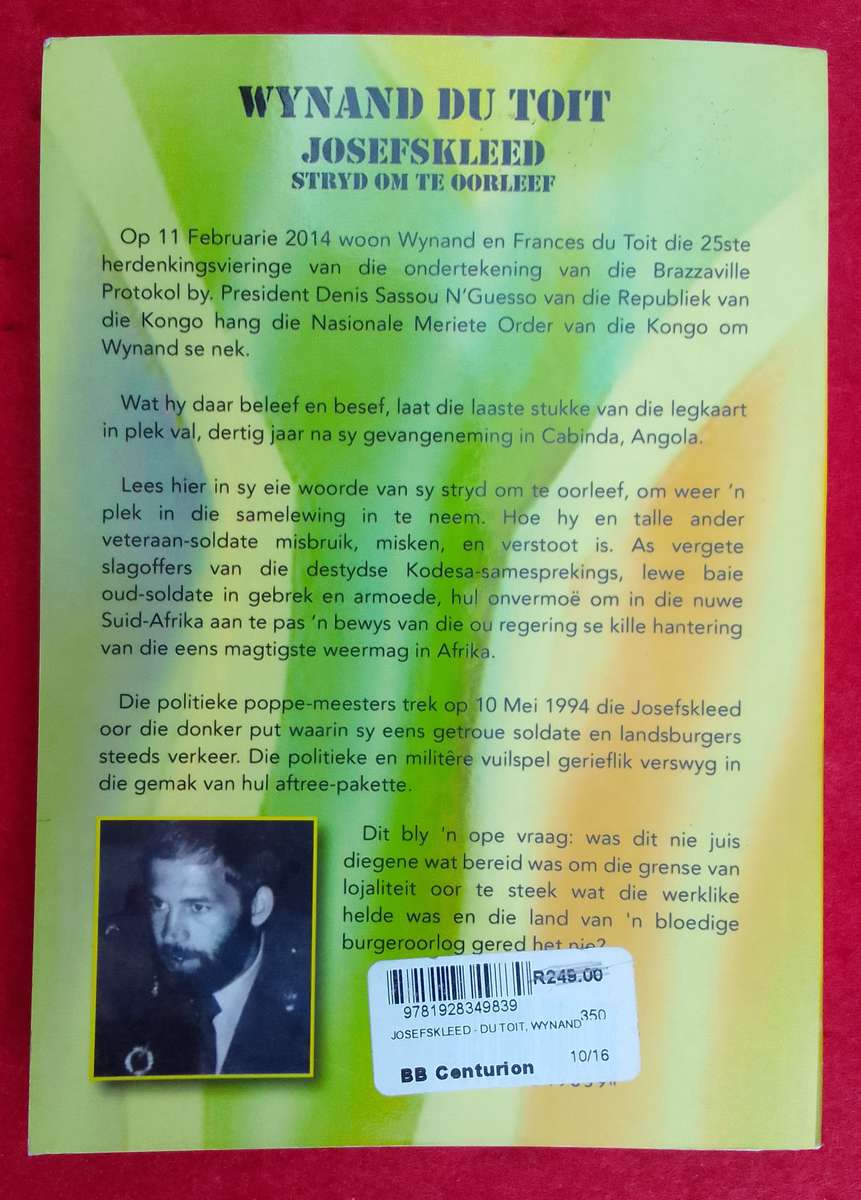 WYNAND DU TOIT
JOSEFSKLEED
STRYD OM TE OORLEEF
Op 11 Februarie 2014 woon Wynand en Frances du Toit die 25ste
herdenkingsvieringe van die ondertekening van die Brazzaville
Protokol by. President Denis Sassou N'Guesso van die Republiek van
die Kongo hang die Nasionale Meriete Order van die Kongo om
Wynand se nek.
Wat hy daar beleef en besef, laat die laaste stukke van die legkaart
in plek val, dertig jaar na sy gevangeneming in Cabinda, Angola.
Lees hier in sy eie woorde van sy stryd om te oorleef, om weer 'n
plek in die samelewing in te neem. Hoe hy en talle ander
veteraan-soldate misbruik, misken, en verstoot is. As vergete
slagoffers van die destydse Kodesa-samesprekings, lewe baie
oud-soldate in gebrek en armoede, hul onvermoë om in die nuwe
Suid-Afrika aan te pas 'n bewys van die ou regering se kille hantering
van die eens magtigste weermag in Afrika.
Die politieke poppe-meesters trek op 10 Mei 1994 die Josefskleed
oor die donker put waarin sy eens getroue soldate en landsburgers
steeds verkeer. Die politieke en militêre vuilspel gerieflik verswyg in
die gemak van hul aftree-pakette.
Dit bly 'n ope vraag: was dit nie juis
diegene wat bereid was om die grense van
lojaliteit oor te steek wat die werklike
helde was en die land van 'n bloedige
burgeroorlog gered het nie?
R249.00
9781928349839
350
JOSEFSKLEED - DU TOIT, WYNAND
10/16
BB Centurion